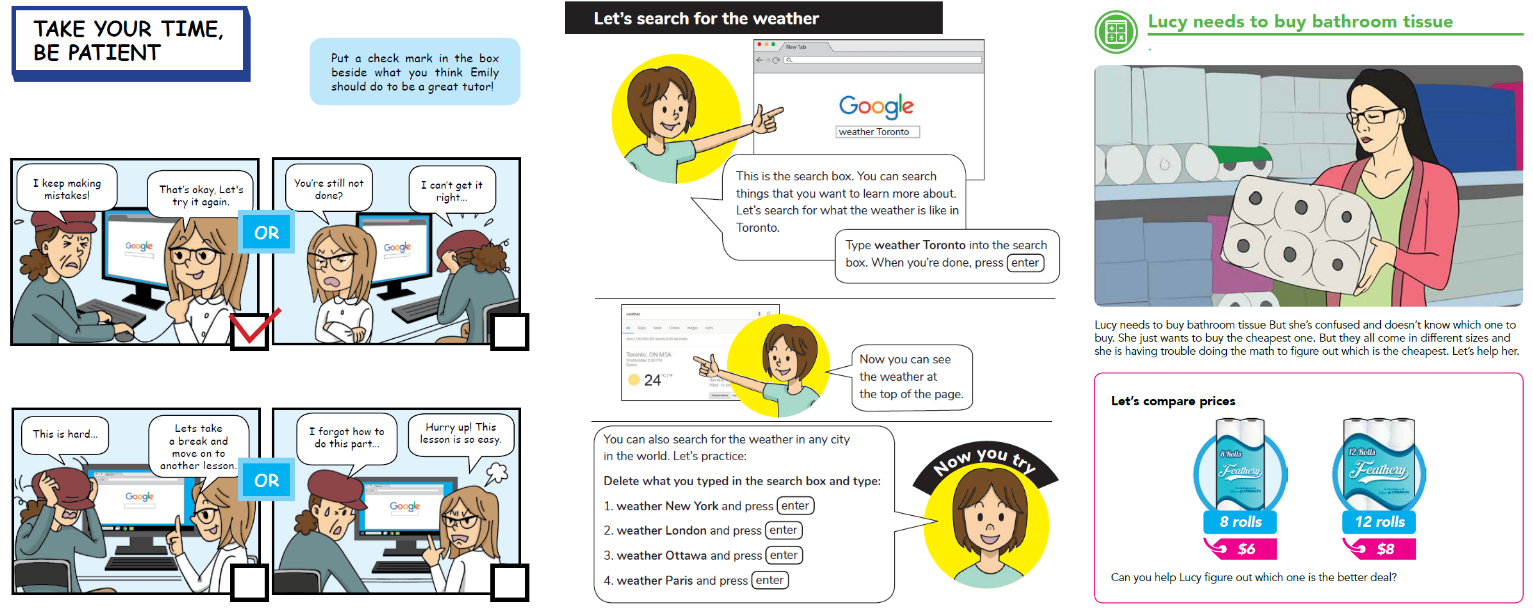 TAKE YOUR TIME,
BE PATIENT
Put a check mark in the box
beside what you think Emily
should do to be a great tutor!
I keep making
mistakes!
That's okay, Let's
try it again.
Google
OR
You're still not
done?
I can't get it
right...
Google
This is hard...
Lets take
a break and
move on to
another lesson.
Google
OR
I forgot how to
do this part...
Hurry up! This
lesson is so easy.
Google
Let's search for the weather
New Tab
Google
weather Toronto
This is the search box. You can search
things that you want to learn more about.
Let's search for what the weather is like in
Toronto.
Type weather Toronto into the search
box. When you're done, press enter
weather
Toronto, ON MTA
24
Now you can see
the weather at
the top of the page.
You can also search for the weather in any city
in the world. Let's practice:
Delete what you typed in the search box and type:
1. weather New York and press enter
2. weather London and press enter
3. weather Ottawa and press enter
4. weather Paris and press enter
Now you try
Lucy needs to buy bathroom tissue
.
Lucy needs to buy bathroom tissue But she's confused and doesn't know which one to
buy. She just wants to buy the cheapest one. But they all come in different sizes and
she is having trouble doing the math to figure out which is the cheapest. Let's help her.
Let's compare prices
8 Rolls
Feathery
8 rolls
$6
12 Rolls
Feathery
12 rolls
$8
Can you help Lucy figure out which one is the better deal?